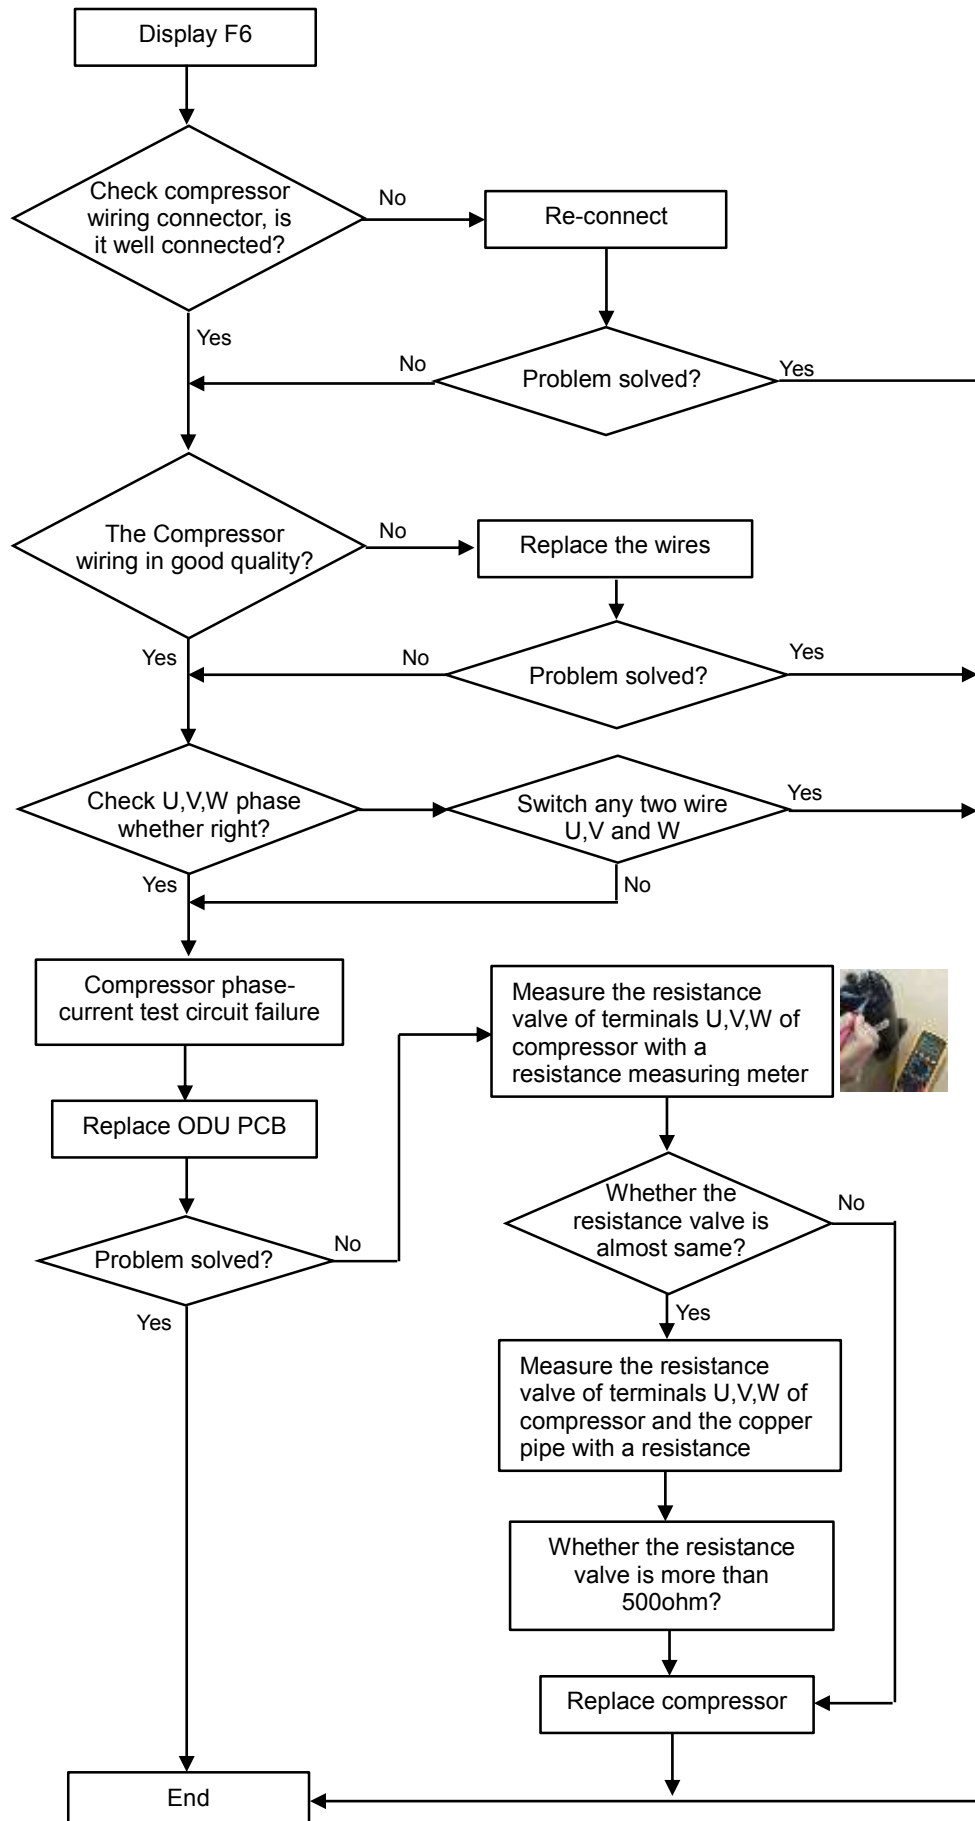 Display F6
Check compressor
wiring connector, is
it well connected?
No
Re-connect
Yes
No
Problem solved?
Yes
The Compressor
wiring in good quality?
No
Replace the wires
Yes
No
Problem solved?
Yes
Check U,V,W phase
whether right?
Switch any two wire
U,V and W
Yes
Yes
No
Compressor phase-
current test circuit failure
Measure the resistance
valve of terminals U,V,W of
compressor with a
resistance measuring meter
Replace ODU PCB
Problem solved?
No
Whether the
resistance valve is
almost same?
No
Yes
Yes
Measure the resistance
valve of terminals U,V,W of
compressor and the copper
pipe with a resistance
Whether the resistance
valve is more than
500ohm?
Replace compressor
End